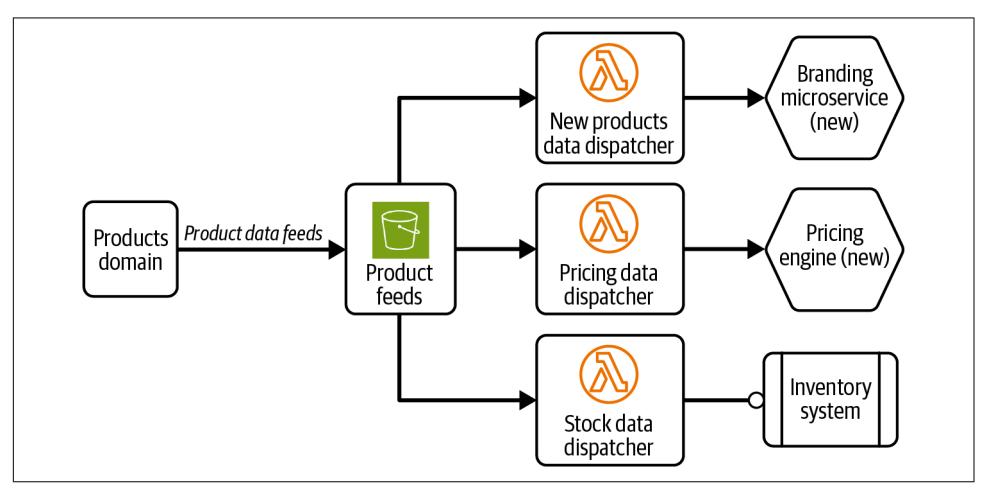 Products
domain
Product data feeds
Product
feeds
New products
data dispatcher
Branding
microservice
(new)
Pricing data
dispatcher
Pricing
engine (new)
Stock data
dispatcher
Inventory
system